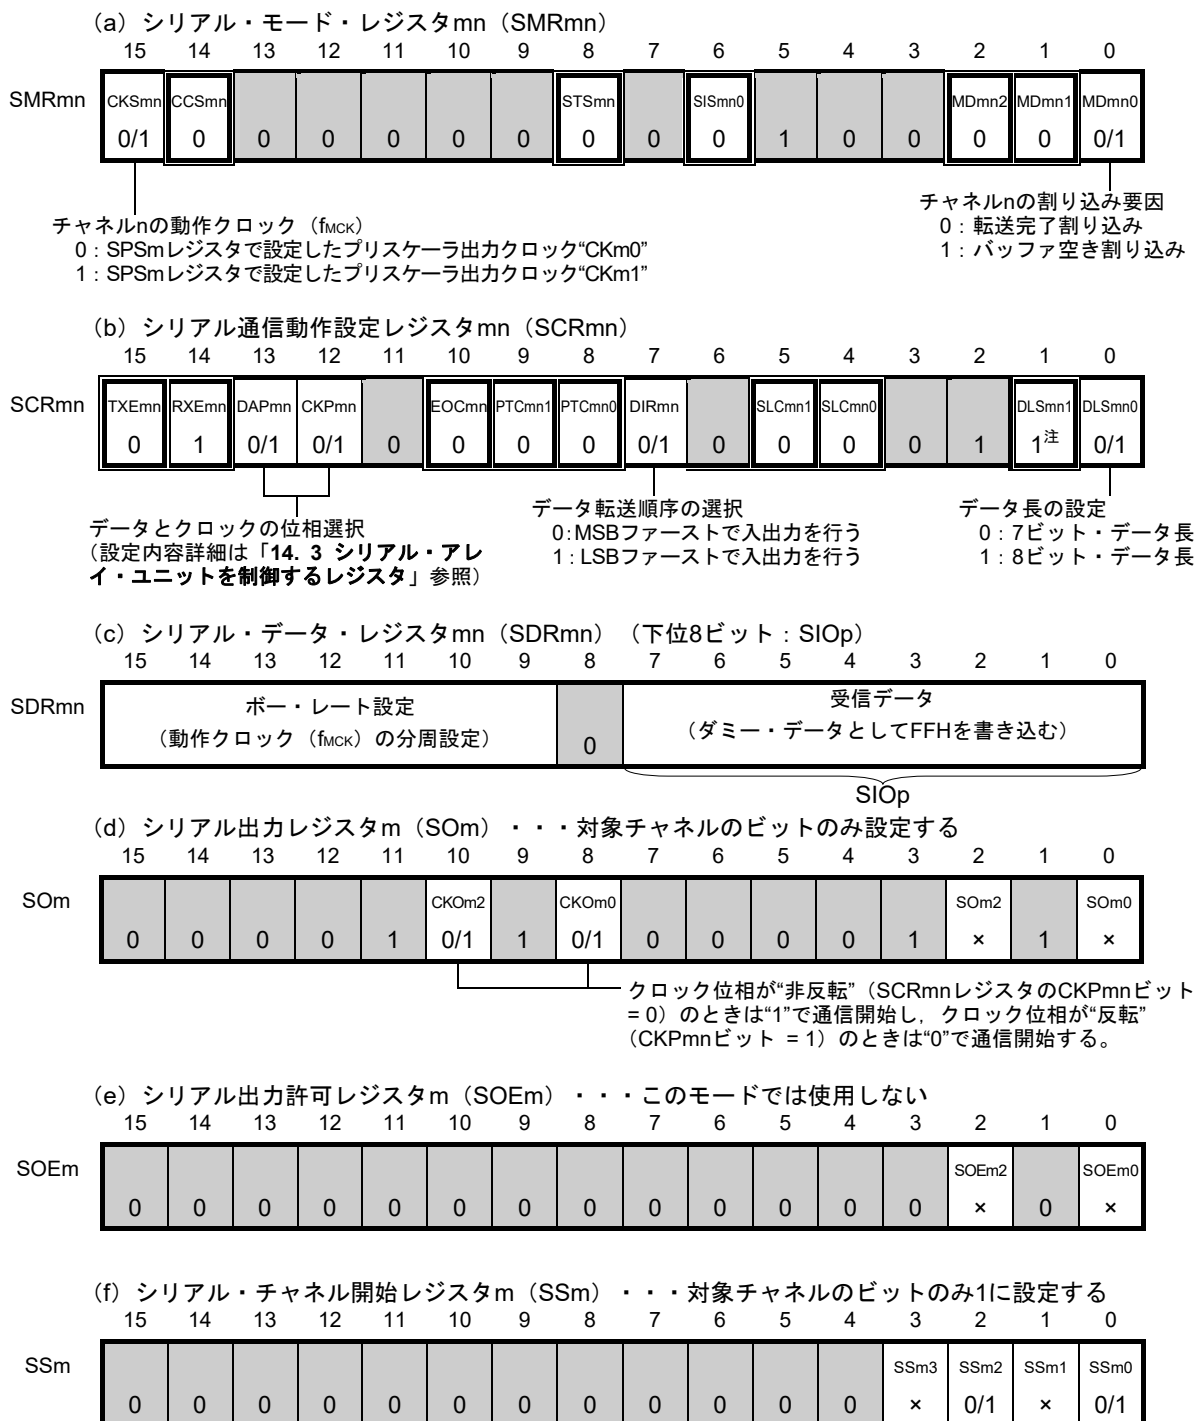 (a) シリアル・モード・レジスタmn（SMRmn）
15 14 13 12 11 10 9 8 7 6 5 4 3 2 1 0
SMRmn CKSmn CCSmn STSmn SISmn0 MDmn2 MDmn1 MDmn0
0/1 0 0 0 0 0 0 0 0 0 1 0 0 0 0 0/1
チャネルnの動作クロック（fMCK）
0：SPSmレジスタで設定したプリスケーラ出力クロック“CKm0”
1：SPSmレジスタで設定したプリスケーラ出力クロック“CKm1”
チャネルnの割り込み要因
0：転送完了割り込み
1：バッファ空き割り込み
(b) シリアル通信動作設定レジスタmn（SCRmn）
15 14 13 12 11 10 9 8 7 6 5 4 3 2 1 0
SCRmn TXEmn RXEmn DAPmn CKPmn EOCmn PTCmn1 PTCmn0 DIRmn SLCmn1 SLCmn0 DLSmn1 DLSmn0
0 1 0/1 0/1 0 0 0 0 0/1 0 0 0 0 1 1注 0/1
データとクロックの位相選択
（設定内容詳細は「14. 3 シリアル・アレ
イ・ユニットを制御するレジスタ」参照）
データ転送順序の選択
0：MSBファーストで入出力を行う
1：LSBファーストで入出力を行う
データ長の設定
0：7ビット・データ長
1：8ビット・データ長
(c) シリアル・データ・レジスタmn（SDRmn）（下位8ビット：SIOp）
15 14 13 12 11 10 9 8 7 6 5 4 3 2 1 0
SDRmn
ボー・レート設定
（動作クロック（fMCK）の分周設定）
0
受信データ
（ダミー・データとしてFFHを書き込む）
SIOp
(d) シリアル出力レジスタm（SOm）・・・対象チャネルのビットのみ設定する
15 14 13 12 11 10 9 8 7 6 5 4 3 2 1 0
SOm CKOm2 CKOm0 SOm2 SOm0
0 0 0 0 1 0/1 1 0/1 0 0 0 0 1 × 1 ×
クロック位相が“非反転”（SCRmnレジスタのCKPmnビット
= 0）のときは“1”で通信開始し，クロック位相が“反転”
（CKPmnビット = 1）のときは“0”で通信開始する。
(e) シリアル出力許可レジスタm（SOEm）・・・このモードでは使用しない
15 14 13 12 11 10 9 8 7 6 5 4 3 2 1 0
SOEm SOEm2 SOEm0
0 0 0 0 0 0 0 0 0 0 0 0 0 × 0 ×
(f) シリアル・チャネル開始レジスタm（SSm）・・・対象チャネルのビットのみ1に設定する
15 14 13 12 11 10 9 8 7 6 5 4 3 2 1 0
SSm SSm3 SSm2 SSm1 SSm0
0 0 0 0 0 0 0 0 0 0 0 0 × 0/1 × 0/1